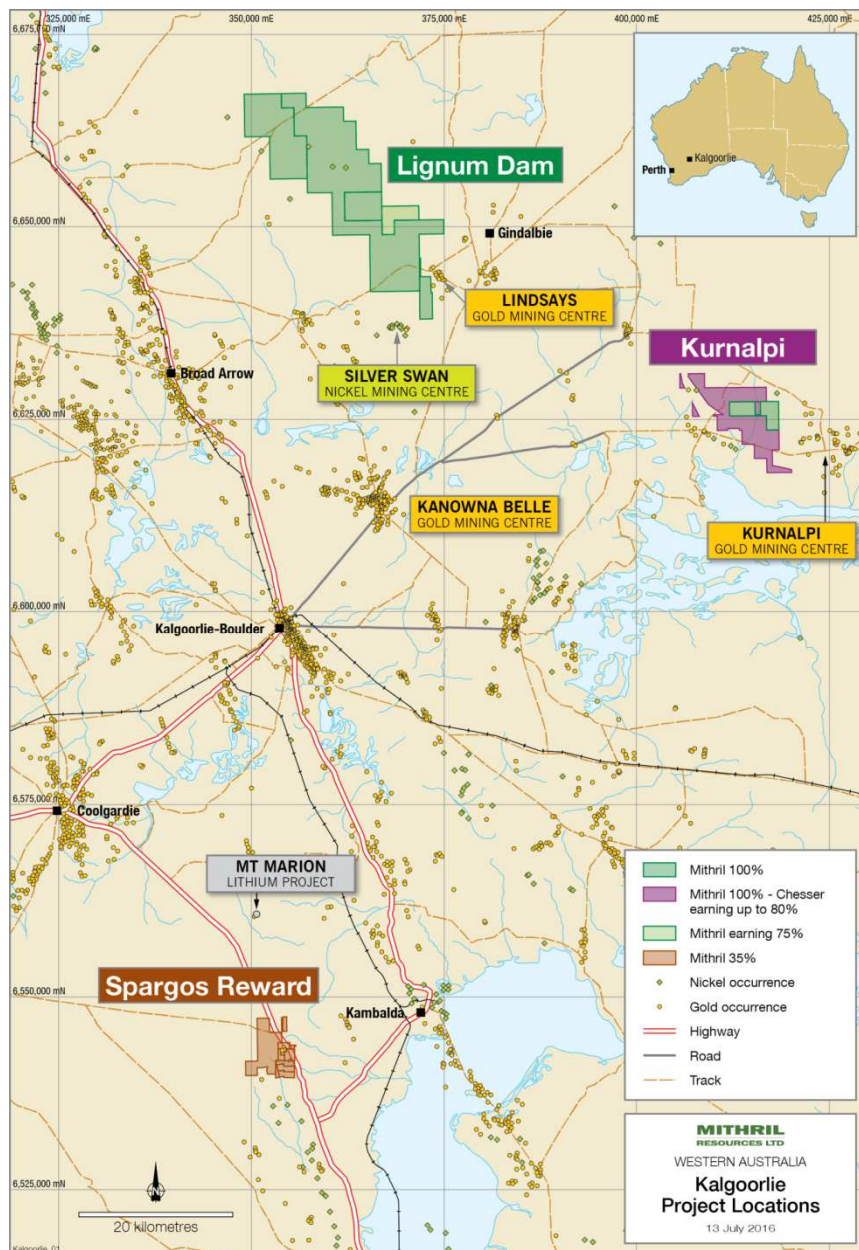 325,000 mE
350,000 mE
375,000 mE
400,000 mE
425,000 mE
6,675,000 mN
Lignum Dam
Perth
Kalgoorlie
6,650,000 mN
Gindalbie
LINDSAYS
GOLD MINING CENTRE
Kurnalpi
SILVER SWAN
NICKEL MINING CENTRE
Broad Arrow
6,625,000 mN
KANOWNA BELLE
GOLD MINING CENTRE
KURNALPI
GOLD MINING CENTRE
6,600,000 mN
Kalgoorlie-Boulder
6,575,000 mN
Coolgardie
MT MARION
LITHIUM PROJECT
Spargos Reward
6,550,000 mN
Kambalda
Mithril 100%
Mithril 100% - Chesser
earning up to 80%
Mithril earning 75%
Mithril 35%
Nickel occurrence
Gold occurrence
Highway
Road
Track
MITHRIL
RESOURCES LTD
WESTERN AUSTRALIA
Kalgoorlie
Project Locations
13 July 2016
6,525,000 mN
N
20 kilometres
Kalgoorlie_01